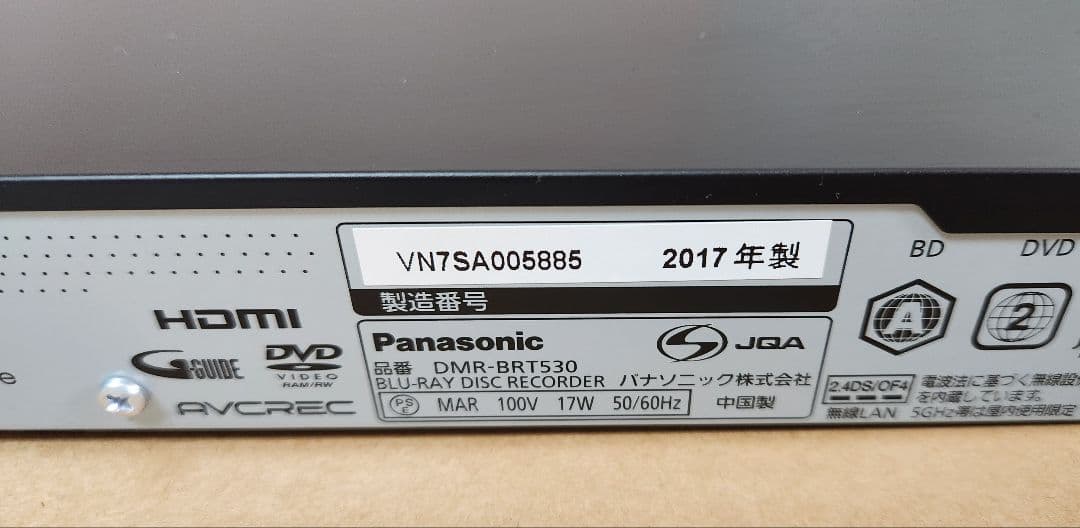 VN7SA005885 2017年製
製造番号
BD DVD
A 2
HDMI
G-GUIDE
DVD
VIDEO
RAM/RW
AVCREC
e
Panasonic
JQA
品番 DMR-BRT530
BLU-RAY DISC RECORDER パナソニック株式会社
PSE MAR 100V 17W 50/60Hz 中国製
2.4DS/OF4 電波法に基づく無線設
を内蔵しています。
無線LAN 5GHz帯は屋内使用限定